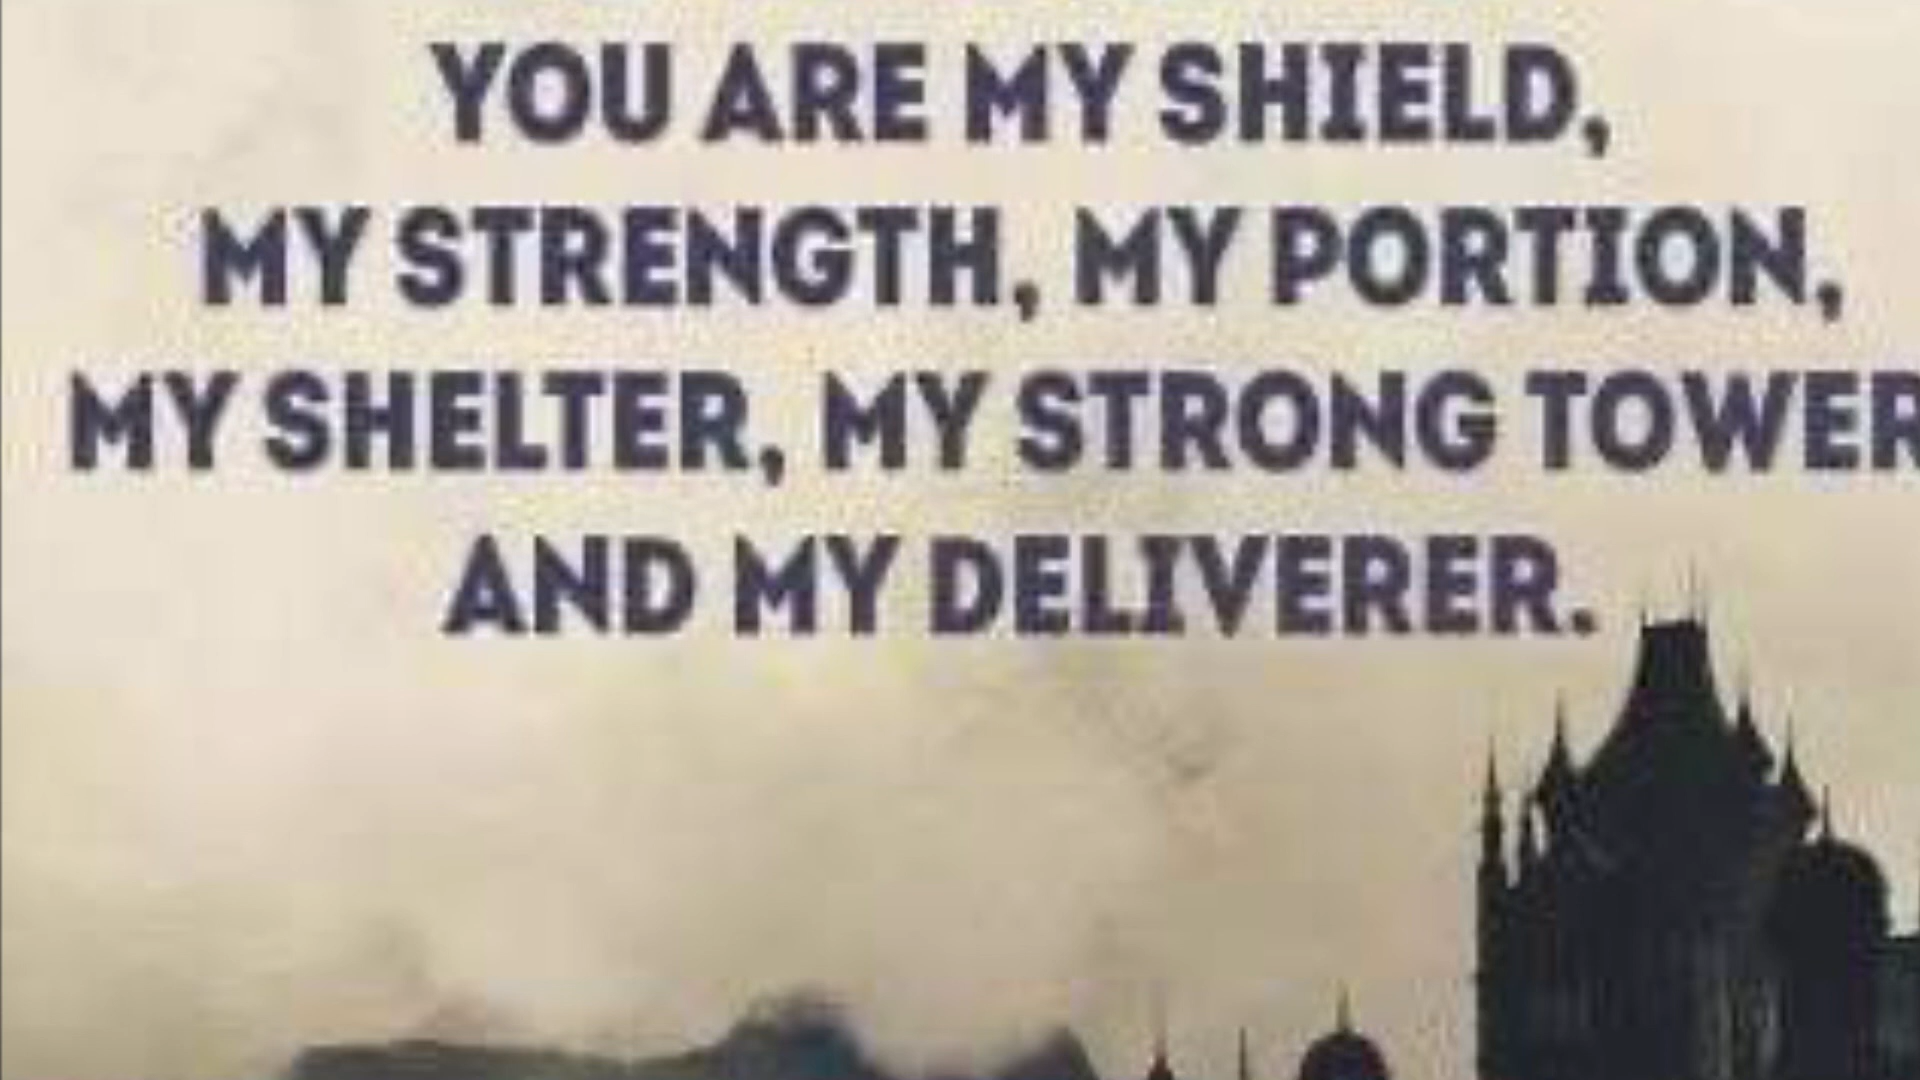 YOU ARE MY SHIELD,
MY STRENGTH, MY PORTION,
MY SHELTER, MY STRONG TOWER
AND MY DELIVERER.